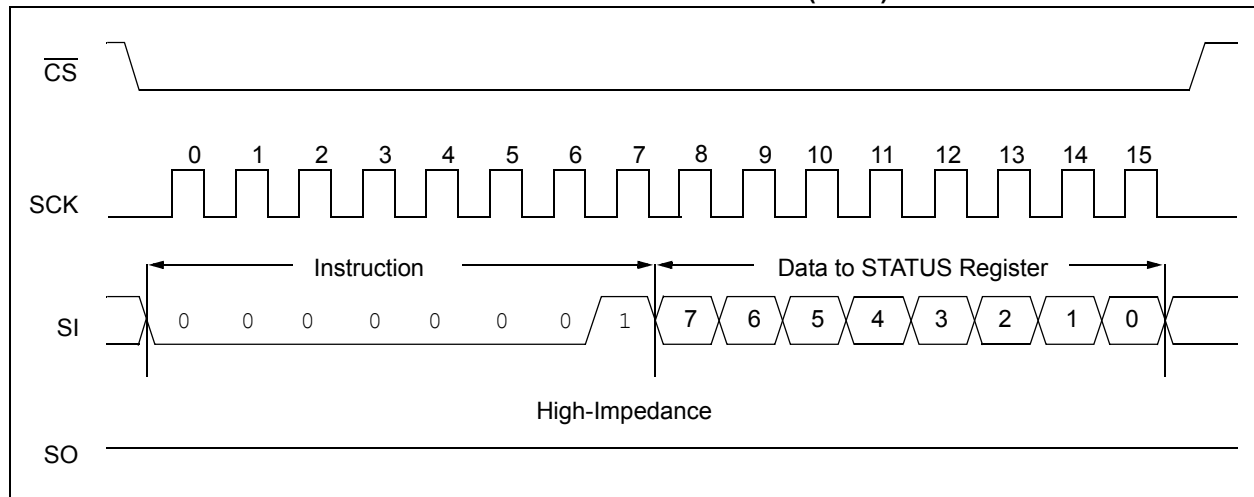 CS
0 1 2 3 4 5 6 7 8 9 10 11 12 13 14 15
SCK
Instruction Data to STATUS Register
SI 0 0 0 0 0 0 0 1 7 6 5 4 3 2 1 0
High-Impedance
SO